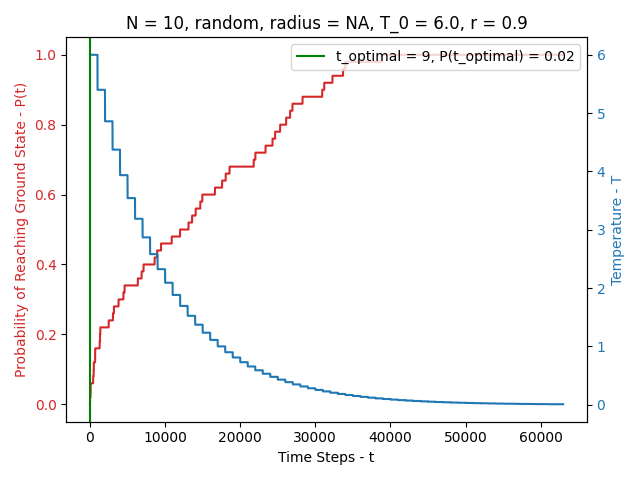 N = 10, random, radius = NA, T_0 = 6.0, r = 0.9
t_optimal = 9, P(t_optimal) = 0.02
Probability of Reaching Ground State - P(t)
1.0
0.8
0.6
0.4
0.2
0.0
6
5
4
3
2
1
0
Temperature - T
0 10000 20000 30000 40000 50000 60000
Time Steps - t